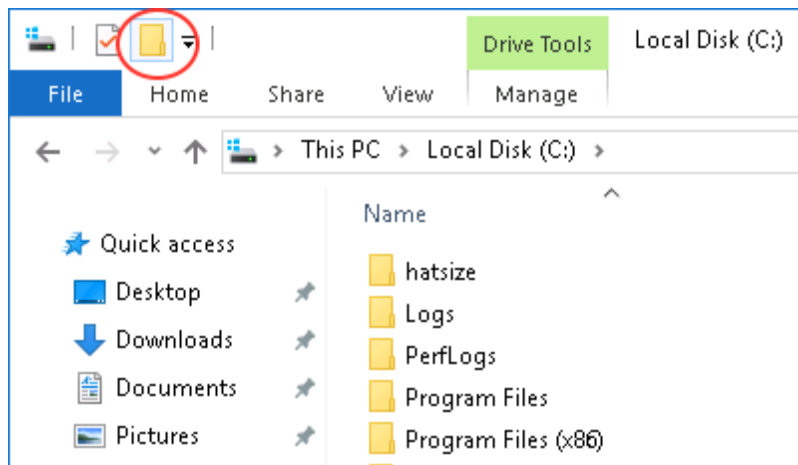 Drive Tools Local Disk (C:)
File Home Share View Manage
This PC > Local Disk (C:) >
Name
Quick access
Desktop
Downloads
Documents
Pictures
hatsize
Logs
PerfLogs
Program Files
Program Files (x86)